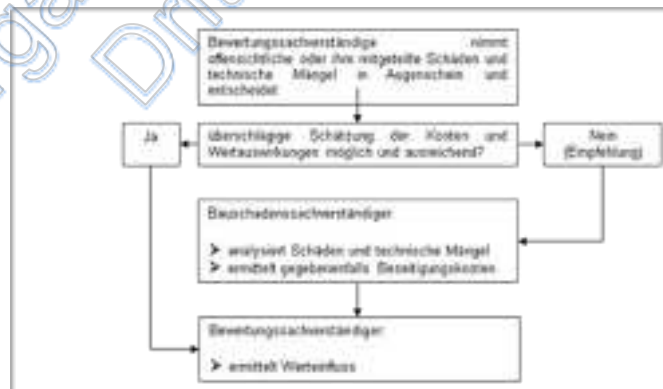 Bewertungssachverständige nimmt
offensichtliche oder ihm mitgeteilte Schäden und
technische Mängel in Augenschein und
entscheidet
Ja
überschlägige Schätzung der Kosten und
Wertauswirkungen möglich und ausreichend?
Nein
(Empfehlung)
Bauschadenssachverständiger
➤ analysiert Schäden und technische Mängel
➤ ermittelt gegebenenfalls Beseitigungskosten
Bewertungssachverständiger:
➤ ermittelt Werteinfluss